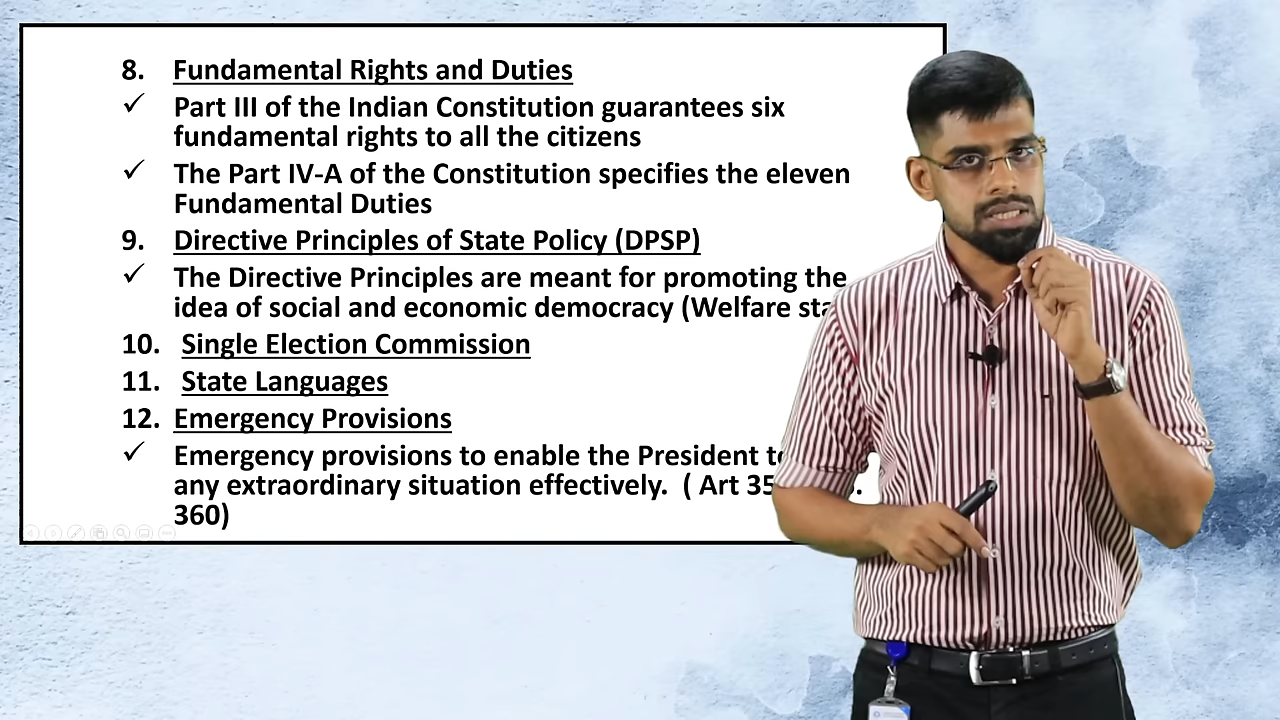 8. Fundamental Rights and Duties
✓ Part III of the Indian Constitution guarantees six
fundamental rights to all the citizens
✓ The Part IV-A of the Constitution specifies the eleven
Fundamental Duties
9. Directive Principles of State Policy (DPSP)
✓ The Directive Principles are meant for promoting the
idea of social and economic democracy (Welfare
10. Single Election Commission
11. State Languages
12. Emergency Provisions
✓ Emergency provisions to enable the President
any extraordinary situation effectively. ( Art
360)